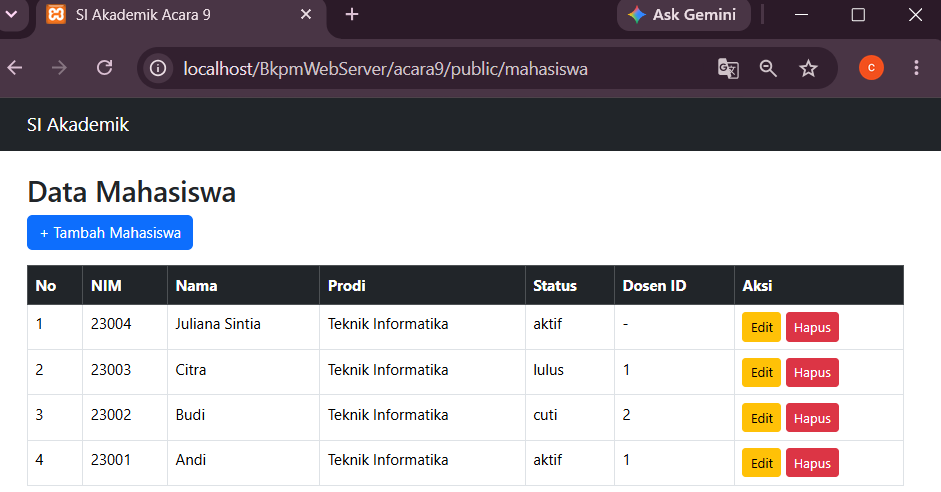 SI Akademik Acara 9
Ask Gemini
localhost/BkpmWebServer/acara9/public/mahasiswa
C
SI Akademik
Data Mahasiswa
+ Tambah Mahasiswa
No NIM Nama Prodi Status Dosen ID Aksi
1 23004 Juliana Sintia Teknik Informatika aktif - Edit Hapus
2 23003 Citra Teknik Informatika lulus 1 Edit Hapus
3 23002 Budi Teknik Informatika cuti 2 Edit Hapus
4 23001 Andi Teknik Informatika aktif 1 Edit Hapus